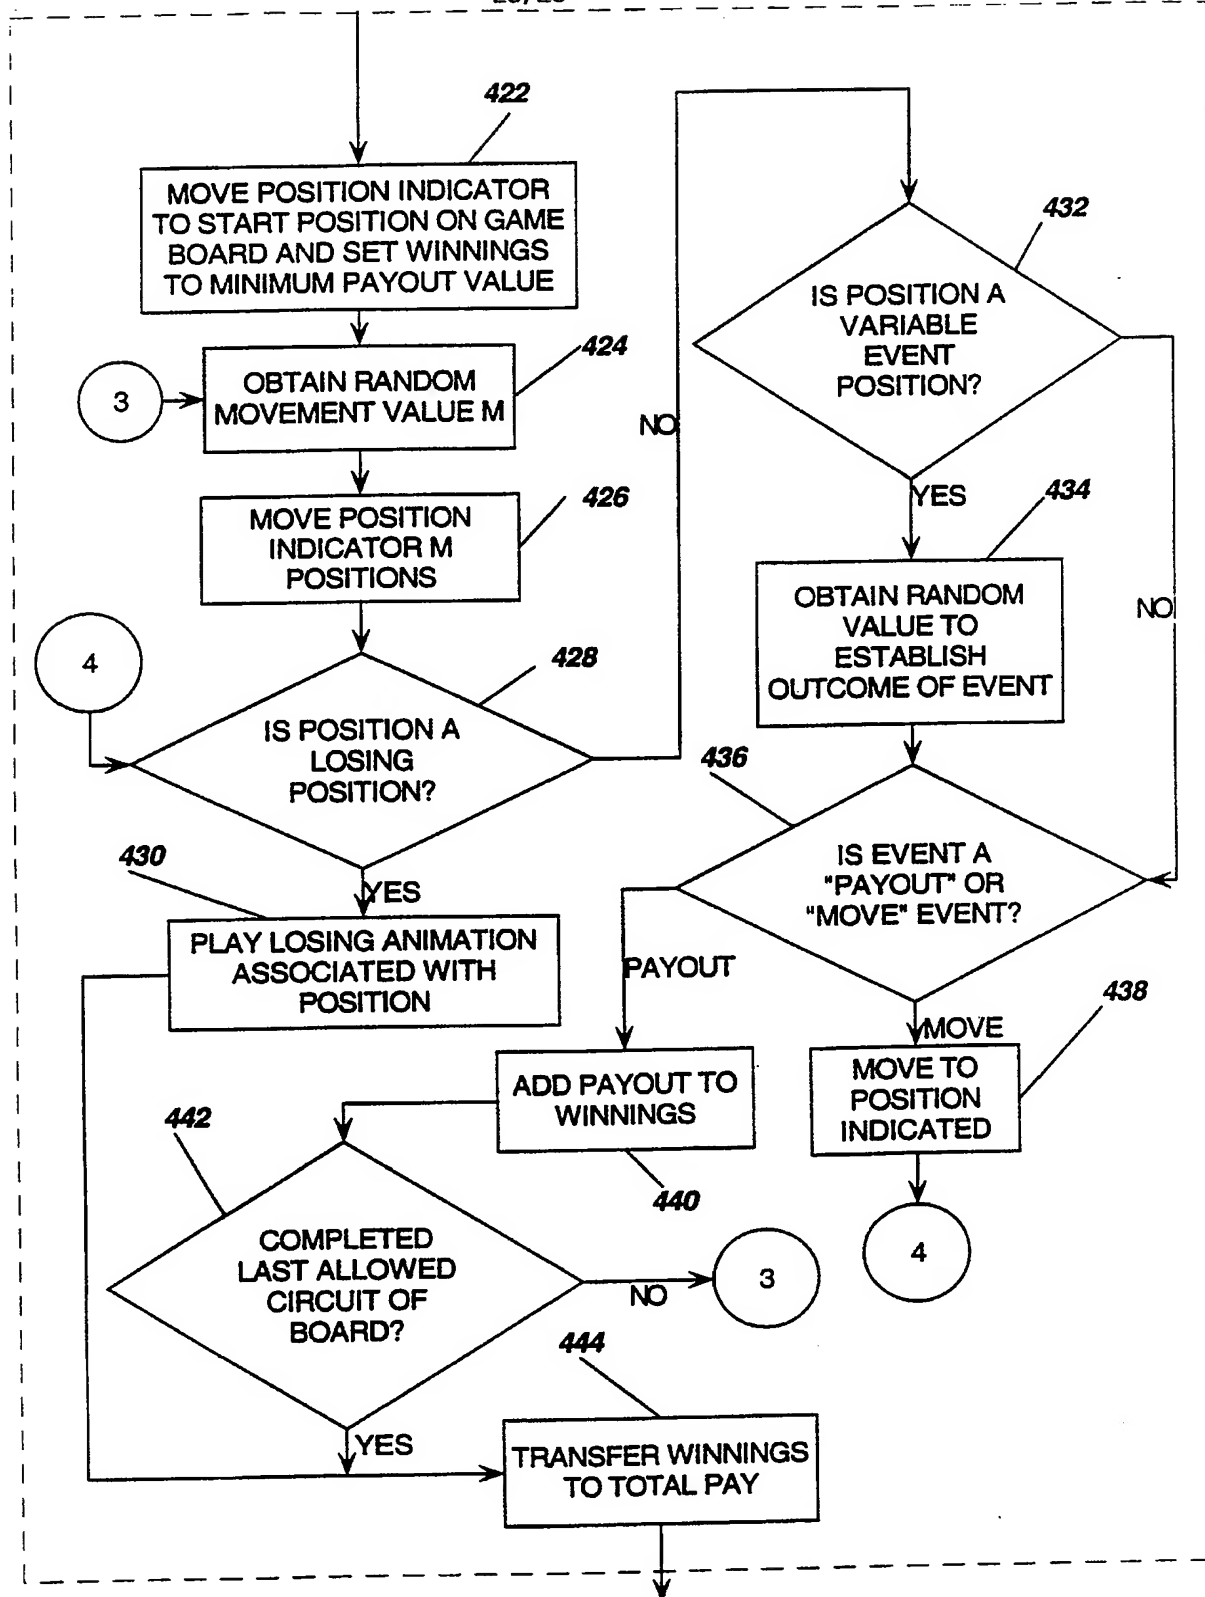 422
MOVE POSITION INDICATOR
TO START POSITION ON GAME
BOARD AND SET WINNINGS
TO MINIMUM PAYOUT VALUE
424
3
OBTAIN RANDOM
MOVEMENT VALUE M
426
MOVE POSITION
INDICATOR M
POSITIONS
4
428
IS POSITION A
LOSING
POSITION?
NO
430
YES
PLAY LOSING ANIMATION
ASSOCIATED WITH
POSITION
432
IS POSITION A
VARIABLE
EVENT
POSITION?
YES
NO
434
OBTAIN RANDOM
VALUE TO
ESTABLISH
OUTCOME OF EVENT
436
IS EVENT A
"PAYOUT" OR
"MOVE" EVENT?
PAYOUT
MOVE
438
MOVE TO
POSITION
INDICATED
4
ADD PAYOUT TO
WINNINGS
440
442
COMPLETED
LAST ALLOWED
CIRCUIT OF
BOARD?
NO
3
YES
444
TRANSFER WINNINGS
TO TOTAL PAY